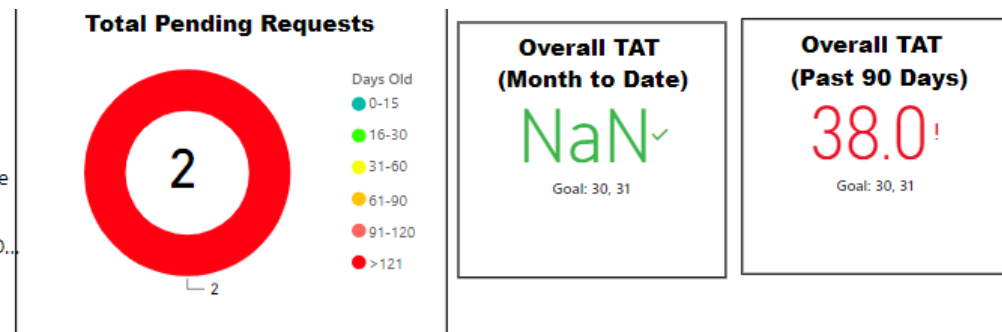 Total Pending Requests
2
2
Days Old
0-15
16-30
31-60
61-90
91-120
>121
Overall TAT
(Month to Date)
NaN
Goal: 30, 31
Overall TAT
(Past 90 Days)
38.0!
Goal: 30, 31